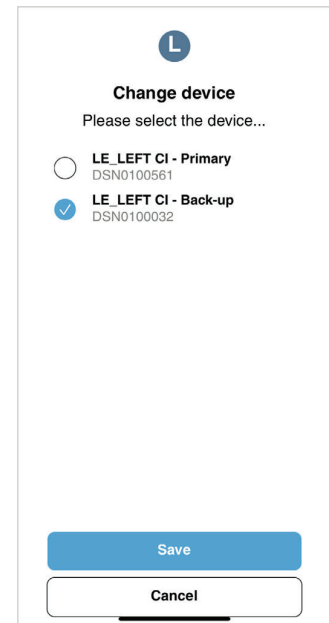 L
Change device
Please select the device...
LE_LEFT CI - Primary
DSN0100561
LE_LEFT CI - Back-up
DSN0100032
Save
Cancel